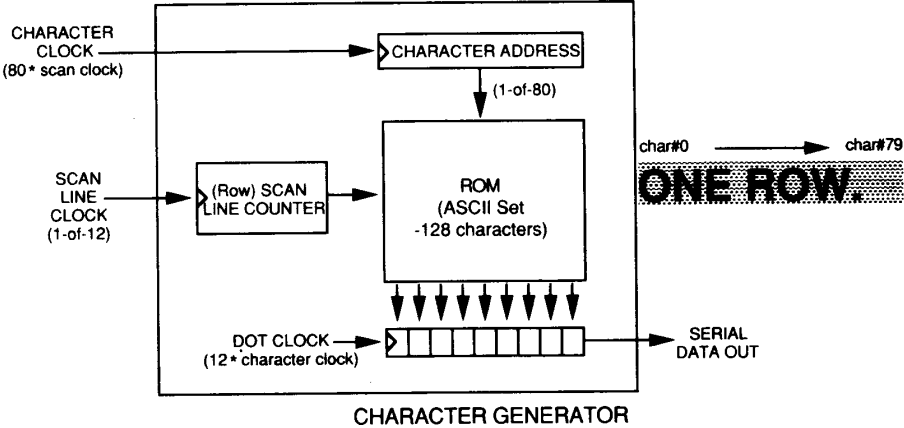 CHARACTER
CLOCK
(80 * scan clock)
CHARACTER ADDRESS
(1-of-80)
char#0
char#79
ONE ROW.
SCAN
LINE
CLOCK
(1-of-12)
(Row) SCAN
LINE COUNTER
ROM
(ASCII Set
-128 characters)
DOT CLOCK
(12 * character clock)
SERIAL
DATA OUT
CHARACTER GENERATOR